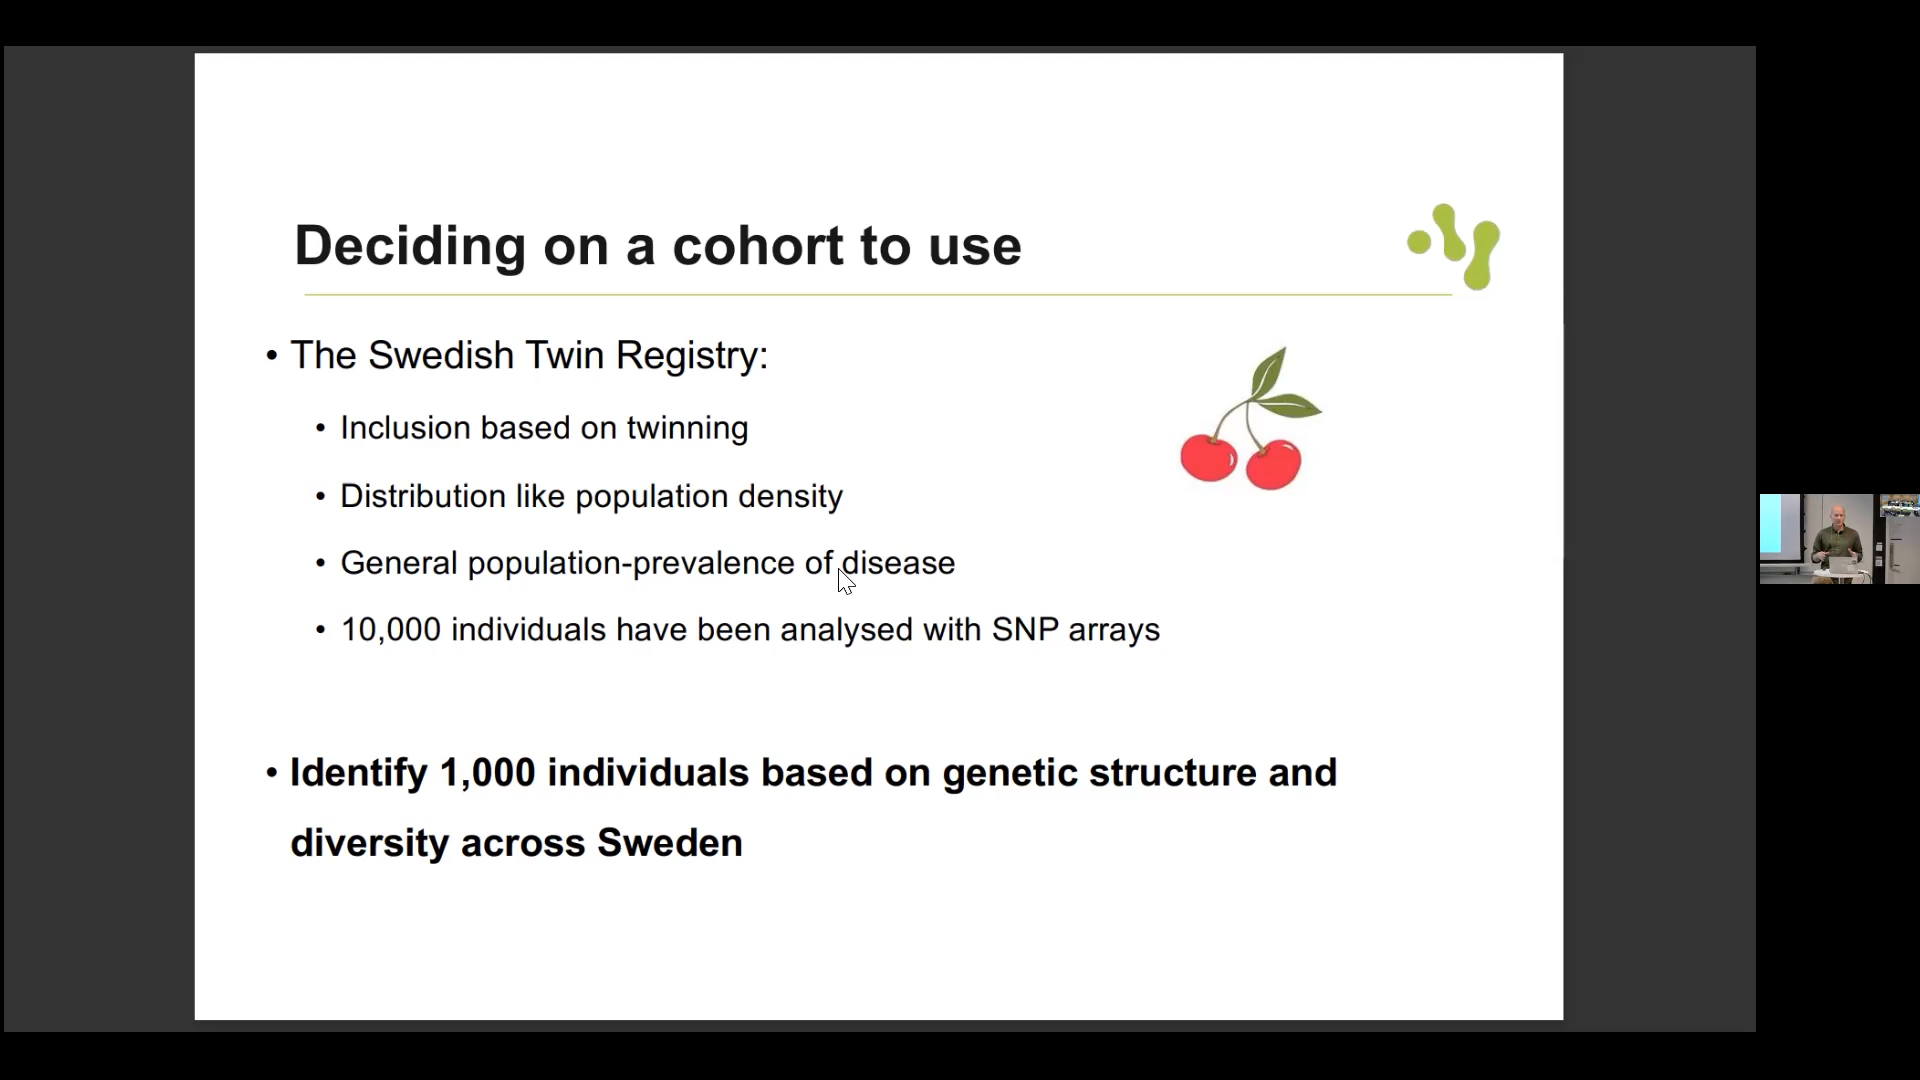 Deciding on a cohort to use
• The Swedish Twin Registry:
• Inclusion based on twinning
• Distribution like population density
• General population-prevalence of disease
• 10,000 individuals have been analysed with SNP arrays
• Identify 1,000 individuals based on genetic structure and
diversity across Sweden